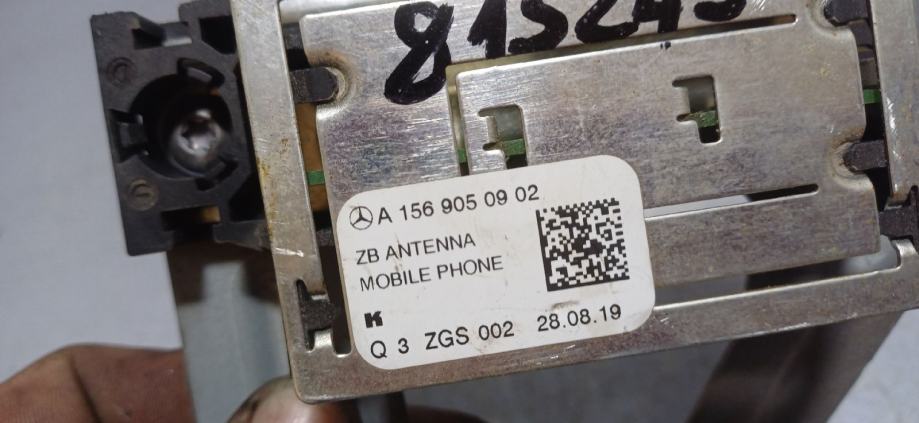 815245
A 156 905 09 02
ZB ANTENNA
MOBILE PHONE
K
Q 3 ZGS 002 28.08.19